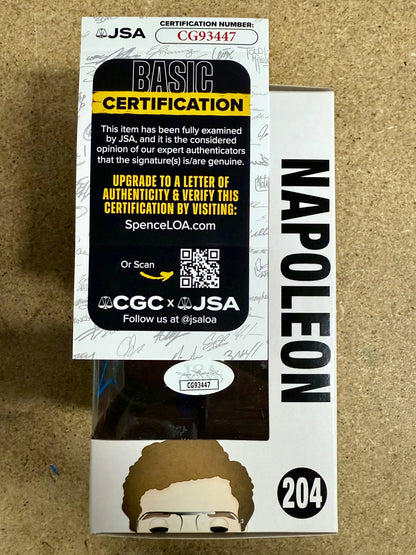 JSA
CERTIFICATION NUMBER:
CG93447
BASIC
CERTIFICATION
This item has been fully examined
by JSA, and it is the considered
opinion of our expert authenticators
that the signature(s) is/are genuine.
UPGRADE TO A LETTER OF
AUTHENTICITY & VERIFY THIS
CERTIFICATION BY VISITING:
SpenceLOA.com
Or Scan
CGC x JSA
Follow us at @jsaloa
CG93447
NAPOLEON
204